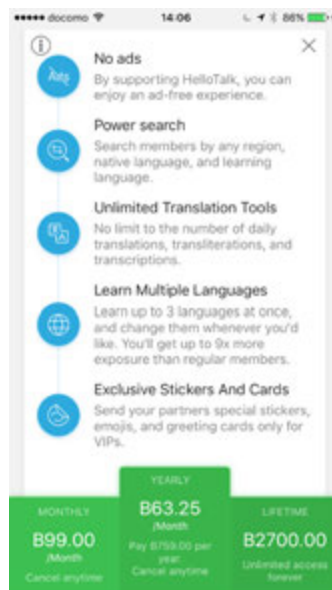 docomo 14:06 86%
No ads
By supporting HelloTalk, you can
enjoy an ad-free experience.
Power search
Search members by any region,
native language, and learning
language.
Unlimited Translation Tools
No limit to the number of daily
translations, transliterations, and
transcriptions.
Learn Multiple Languages
Learn up to 3 languages at once,
and change them whenever you'd
like. You'll get up to 9x more
exposure than regular members.
Exclusive Stickers And Cards
Send your partners special stickers,
emojis, and greeting cards only for
VIPs.
MONTHLY
B99.00
/Month
Cancel anytime
YEARLY
B63.25
/Month
Pay B759.00 per
year.
Cancel anytime
LIFETIME
B2700.00
Unlimited access
forever